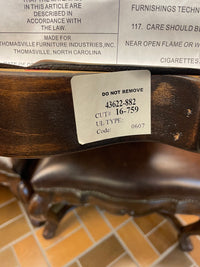 IN THIS ARTICLE ARE
DESCRIBED IN
ACCORDANCE WITH
THE LAW.
MADE FOR
THOMASVILLE FURNITURE INDUSTRIES, INC.
THOMASVILLE, NORTH CAROLINA
FURNISHINGS TECHN
117. CARE SHOULD B
NEAR OPEN FLAME OR W
CIGARETTES
DO NOT REMOVE
43622-882
CUT# 16-759
UL TYPE:
Code: 0607